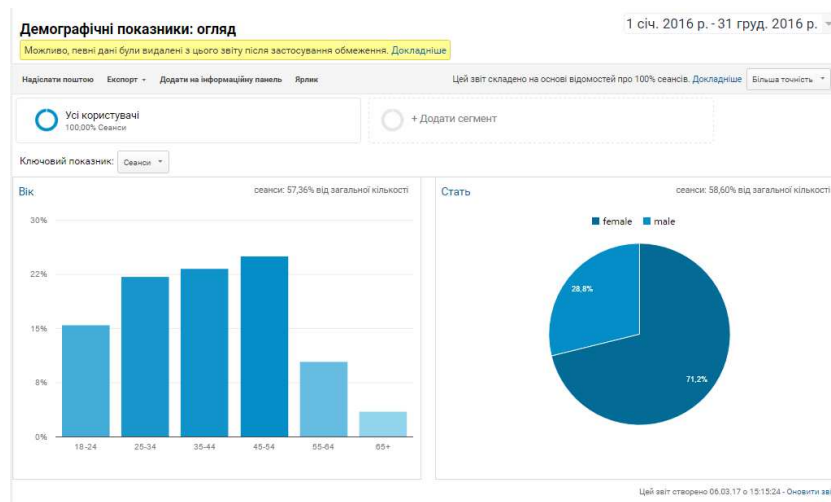 Демографічні показники: огляд
1 січ. 2016 р. - 31 груд. 2016 р.
Можливо, певні дані були видалені з цього звіту після застосування обмеження. Докладніше
Надіслати поштою Експорт Додати на інформаційну панель Ярлик
Цей звіт складено на основі відомостей про 100% сеансів. Докладніше Більша точність
Усі користувачі
100,00% Сеанси
+ Додати сегмент
Ключовий показник: Сеанси
Вік
сеанси: 57,36% від загальної кількості
30%
22%
15%
8%
0%
18-24 25-34 35-44 45-54 55-64 65+
Стать
сеанси: 58,60% від загальної кількості
female male
28,8%
71,2%
Цей звіт створено 06.03.17 о 15:15:24 - Оновити зві